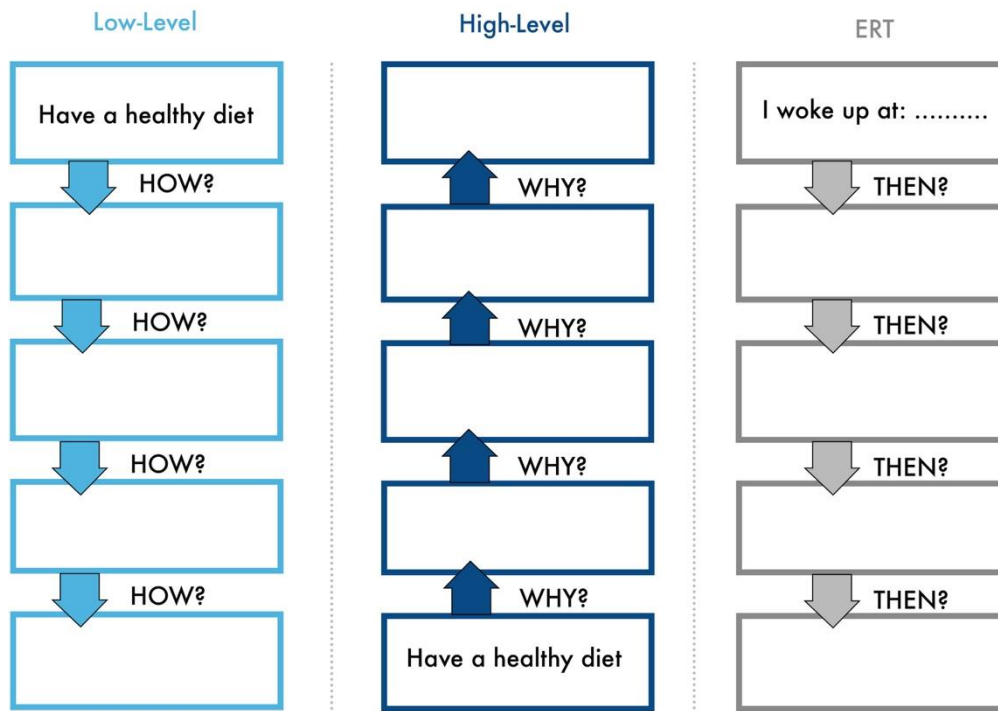 Low-Level
Have a healthy diet
HOW?
HOW?
HOW?
HOW?
High-Level
WHY?
WHY?
WHY?
WHY?
Have a healthy diet
ERT
I woke up at: ..........
THEN?
THEN?
THEN?
THEN?